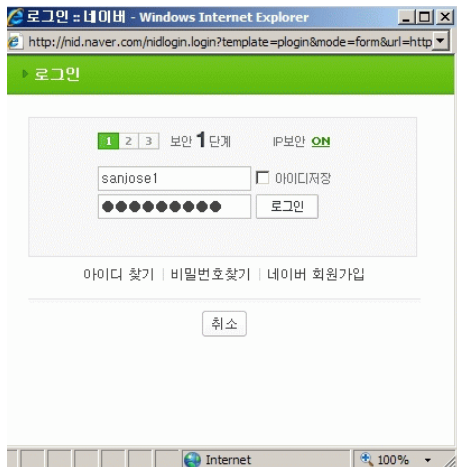 로그인 :: 네이버 - Windows Internet Explorer
http://nid.naver.com/nidlogin.login?template=plogin&mode=form&url=http
로그인
1 2 3 보안 1 단계 IP보안 ON
sanjose1 아이디저장
●●●●●●●●● 로그인
아이디 찾기 | 비밀번호찾기 | 네이버 회원가입
취소
Internet 100%